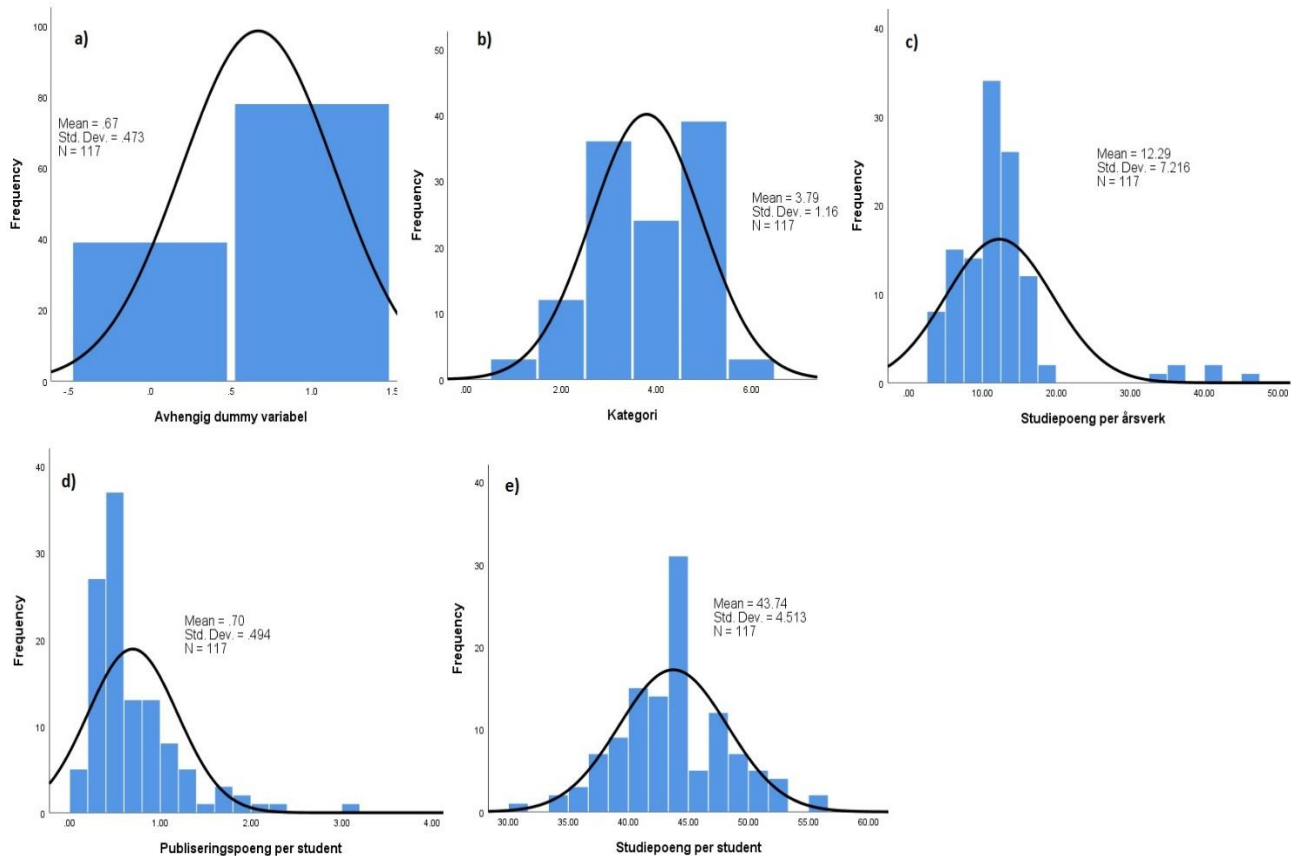 a)
Frequency
100
80
60
40
20
0
Mean = .67
Std. Dev. = .473
N = 117
-.5 .0 .5 1.0 1.5
Avhengig dummy variabel
b)
Frequency
50
40
30
20
10
0
Mean = 3.79
Std. Dev. = 1.16
N = 117
.00 2.00 4.00 6.00
Kategori
c)
Frequency
40
30
20
10
0
Mean = 12.29
Std. Dev. = 7.216
N = 117
.00 10.00 20.00 30.00 40.00 50.00
Studiepoeng per årsverk
d)
Frequency
40
30
20
10
0
Mean = .70
Std. Dev. = .494
N = 117
.00 1.00 2.00 3.00 4.00
Publiseringspoeng per student
e)
Frequency
40
30
20
10
0
Mean = 43.74
Std. Dev. = 4.513
N = 117
30.00 35.00 40.00 45.00 50.00 55.00 60.00
Studiepoeng per student